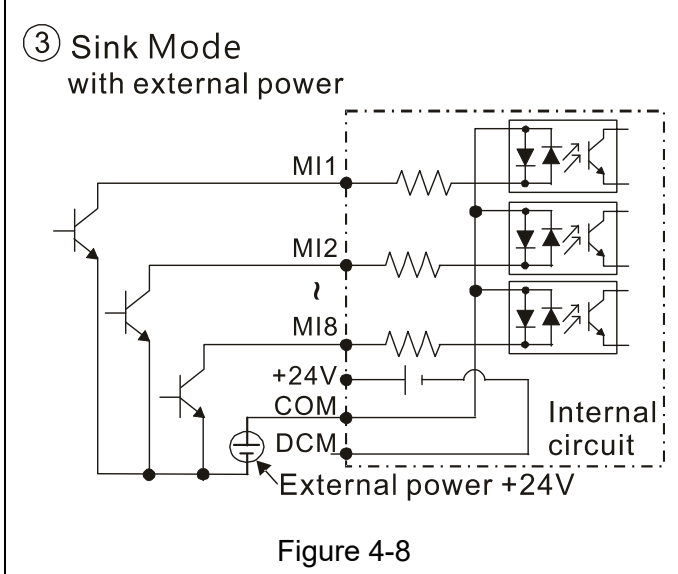 ③ Sink Mode
with external power
MI1
MI2
~
MI8
+24V
COM
DCM
Internal
circuit
External power +24V
Figure 4-8